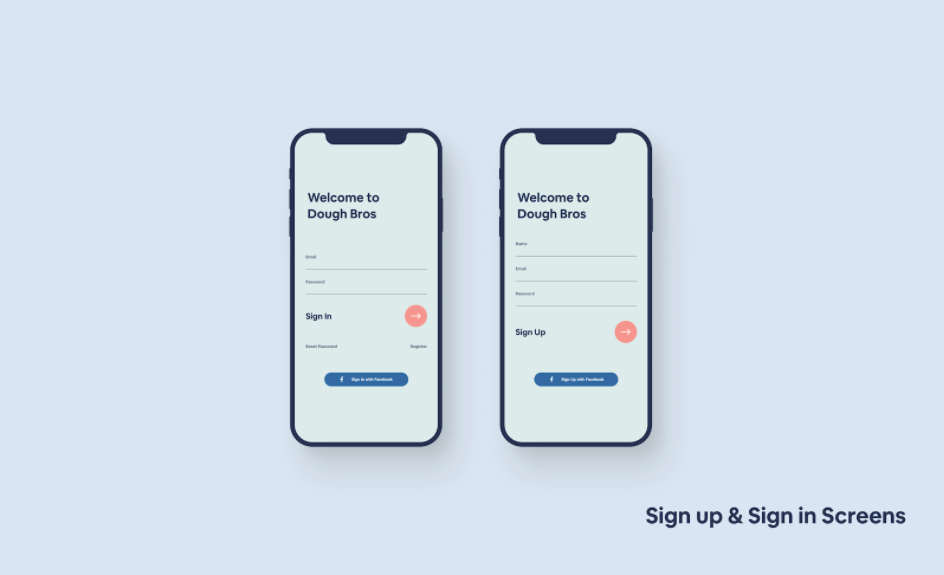 Welcome to
Dough Bros
Email
Password
Sign In
Reset Password
Register
Sign In with Facebook
Welcome to
Dough Bros
Name
Email
Password
Sign Up
Sign Up with Facebook
Sign up & Sign in Screens